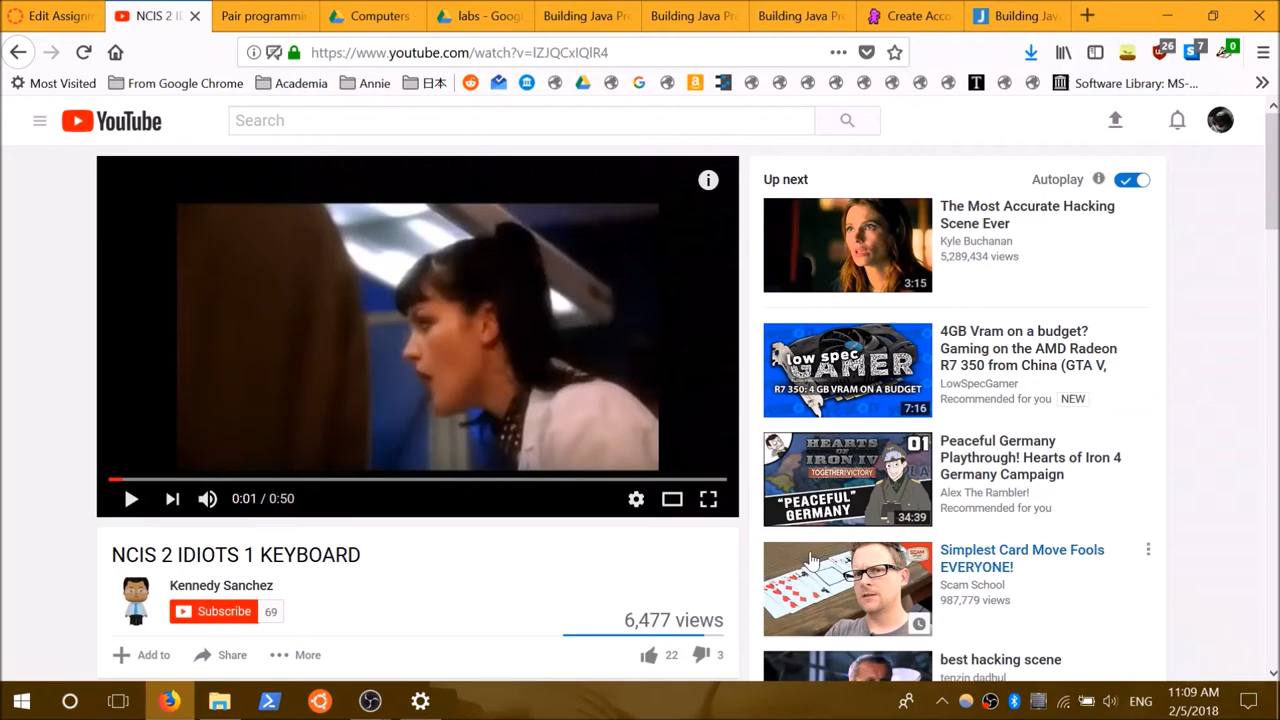 Edit Assignm
NCIS 2 I
Pair programmin
Computers -
labs - Goog
Building Java Pr
Building Java Pr
Building Java Pr
Create Acco
Building Java
https://www.youtube.com/watch?v=lZJQCxIQlR4
26
7
0
Most Visited
From Google Chrome
Academia
Annie
日本
T
Software Library: MS-...
YouTube
Search
Up next
Autoplay
The Most Accurate Hacking
Scene Ever
Kyle Buchanan
5,289,434 views
3:15
low spec
GAMER
R7 350: 4 GB VRAM ON A BUDGET
7:16
4GB Vram on a budget?
Gaming on the AMD Radeon
R7 350 from China (GTA V,
LowSpecGamer
Recommended for you NEW
HEARTS
OF IRON IV
TOGETHER VICTORY
01
"PEACEFUL"
GERMANY
34:39
Peaceful Germany
Playthrough! Hearts of Iron 4
Germany Campaign
Alex The Rambler!
Recommended for you
Simplest Card Move Fools
EVERYONE!
Scam School
987,779 views
best hacking scene
tenzin dadhul
0:01 / 0:50
NCIS 2 IDIOTS 1 KEYBOARD
Kennedy Sanchez
Subscribe 69
6,477 views
Add to
Share
More
22
3
ENG
11:09 AM
2/5/2018